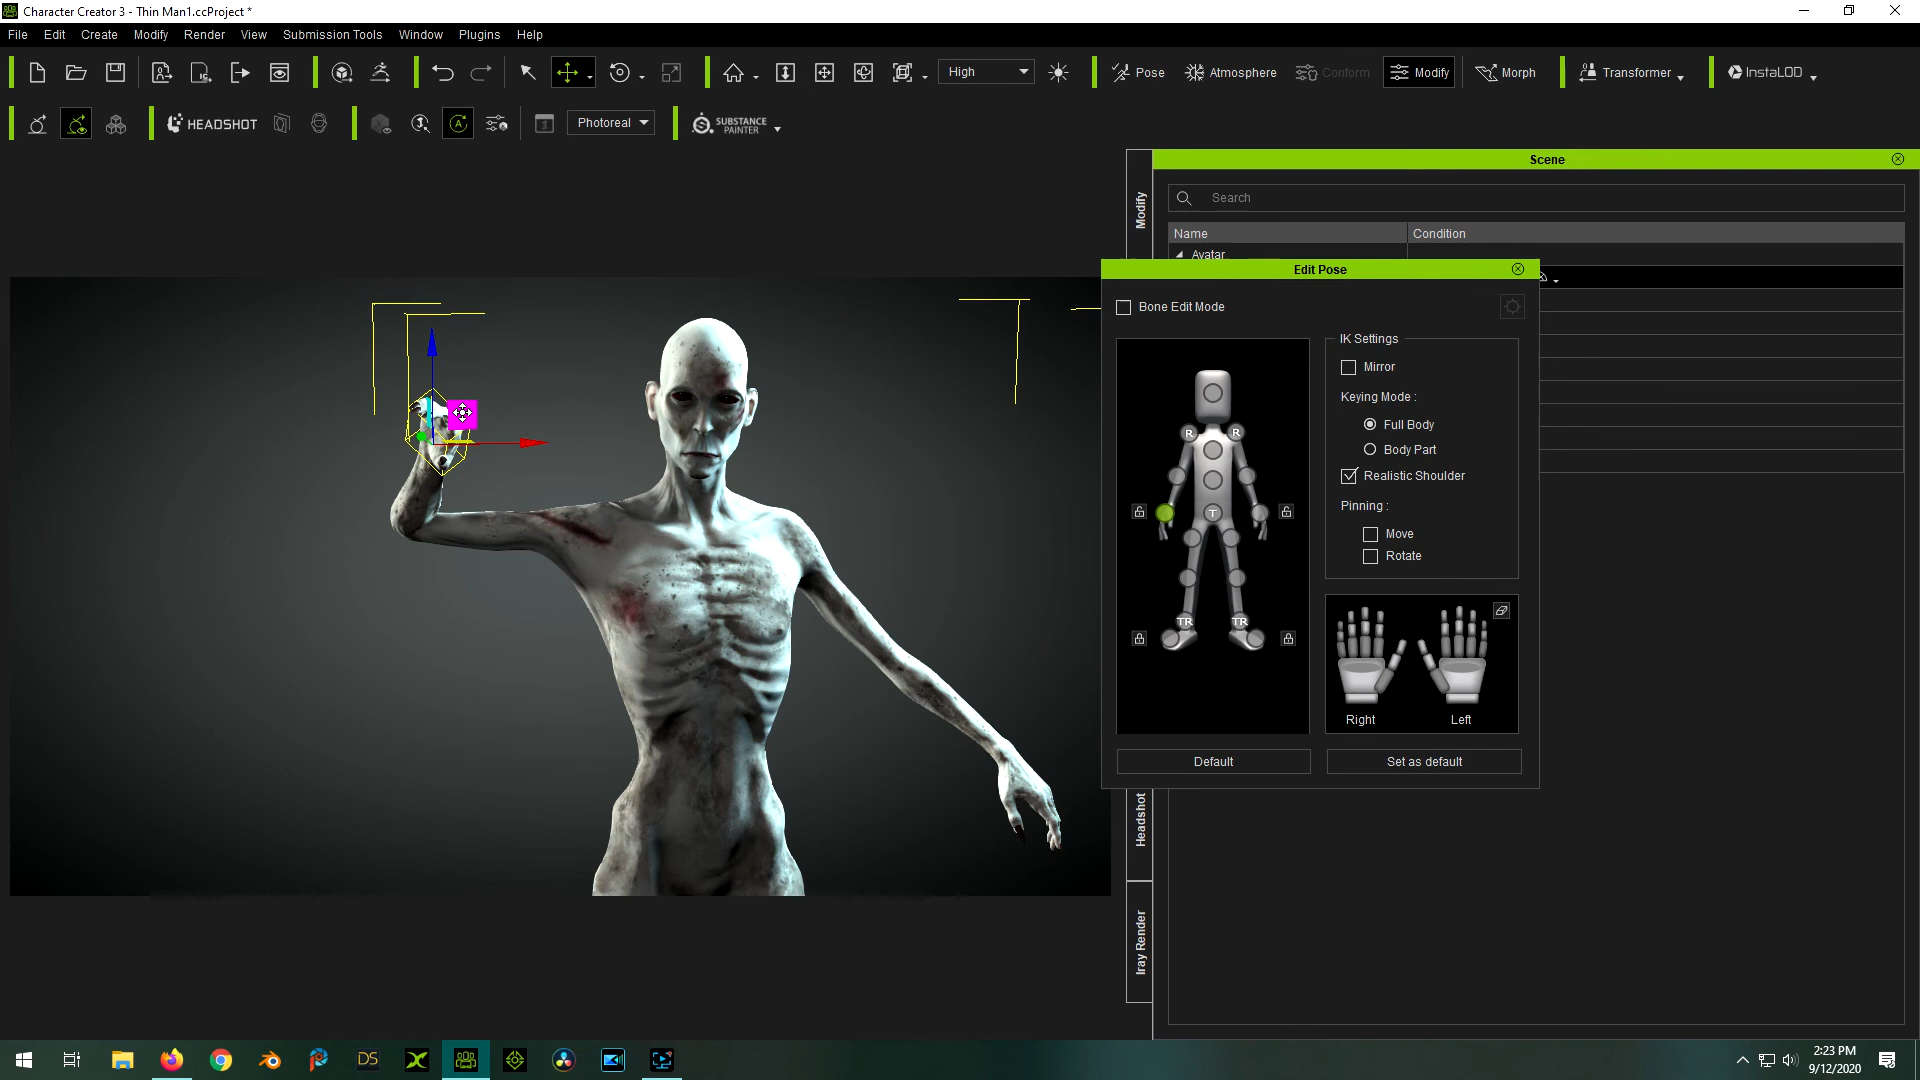 Character Creator 3 - Thin Man1.ccProject *
File Edit Create Modify Render View Submission Tools Window Plugins Help
High Pose Atmosphere Conform Modify Morph Transformer InstaLOD
HEADSHOT Photoreal SUBSTANCE PAINTER
Scene
Modify
Search
Name Condition
Avatar
Edit Pose
Bone Edit Mode
IK Settings
Mirror
Keying Mode :
Full Body
Body Part
Realistic Shoulder
Pinning :
Move
Rotate
R R
T
TR TR
Right Left
Default Set as default
Headshot
Iray Render
DS
2:23 PM
9/12/2020